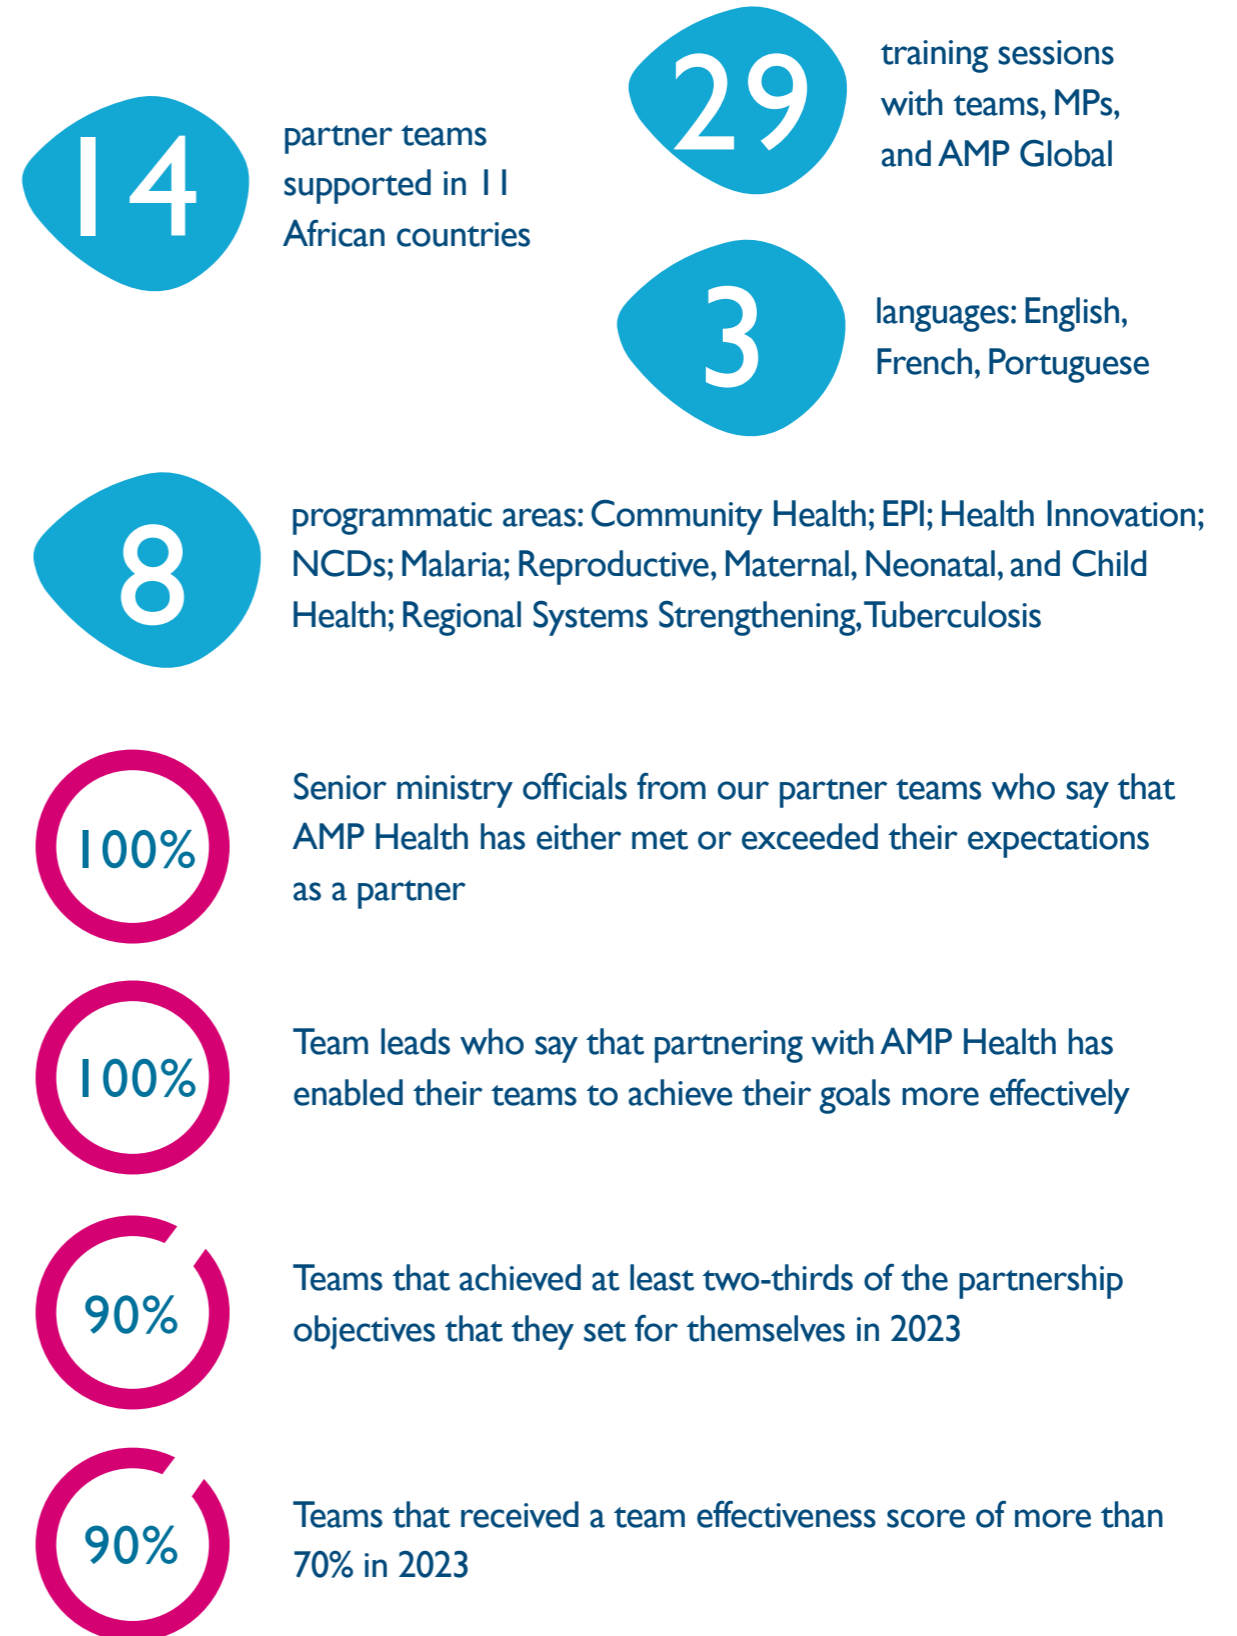 14
partner teams
supported in 11
African countries
29
training sessions
with teams, MPs,
and AMP Global
3
languages: English,
French, Portuguese
8
programmatic areas: Community Health; EPI; Health Innovation;
NCDs; Malaria; Reproductive, Maternal, Neonatal, and Child
Health; Regional Systems Strengthening, Tuberculosis
100%
Senior ministry officials from our partner teams who say that
AMP Health has either met or exceeded their expectations
as a partner
100%
Team leads who say that partnering with AMP Health has
enabled their teams to achieve their goals more effectively
90%
Teams that achieved at least two-thirds of the partnership
objectives that they set for themselves in 2023
90%
Teams that received a team effectiveness score of more than
70% in 2023